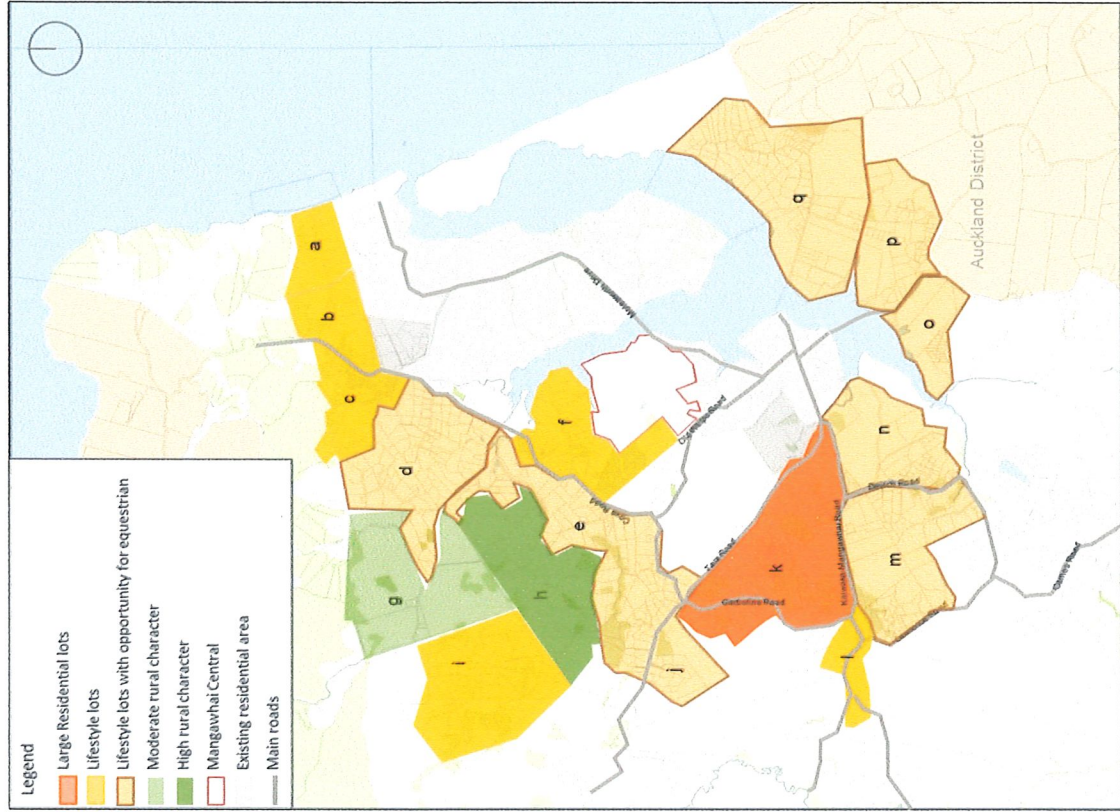 Legend
Large Residential lots
Lifestyle lots
Lifestyle lots with opportunity for equestrian
Moderate rural character
High rural character
Mangawhai Central
Existing residential area
Main roads
a
b
c
d
e
f
g
h
i
j
k
l
m
n
o
p
q
Molesworth Drive
Old Waipu Road
Cove Road
Tara Road
Garbolino Road
Kaiwaka-Mangawhai Road
Devich Road
Cames Road
Auckland District